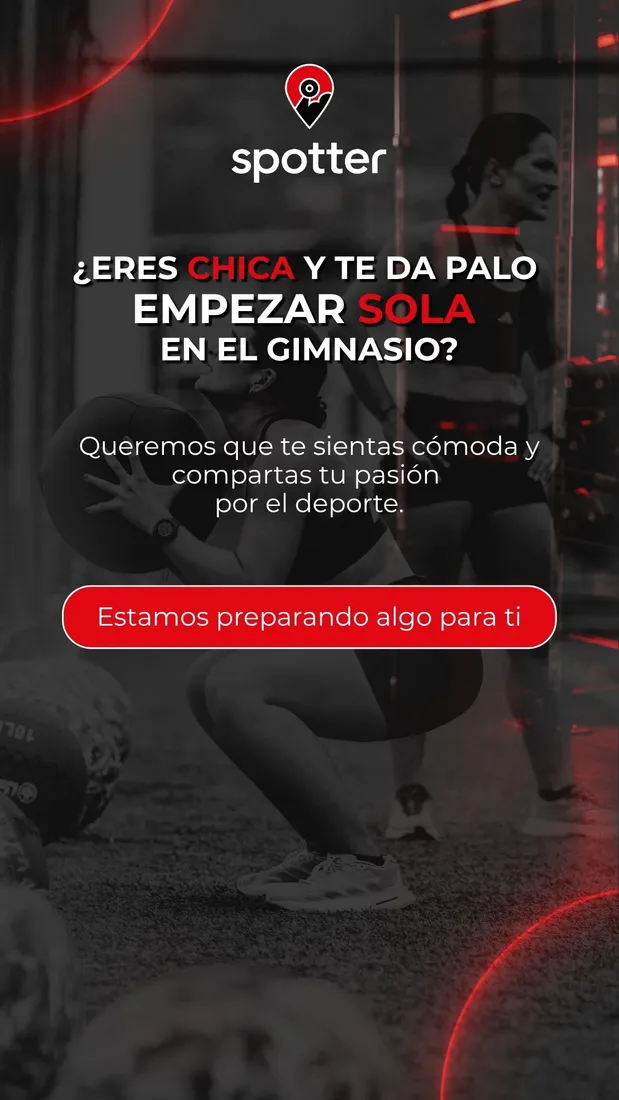 spotter
¿ERES CHICA Y TE DA PALO
EMPEZAR SOLA
EN EL GIMNASIO?
Queremos que te sientas cómoda y
compartas tu pasión
por el deporte.
Estamos preparando algo para ti
10L